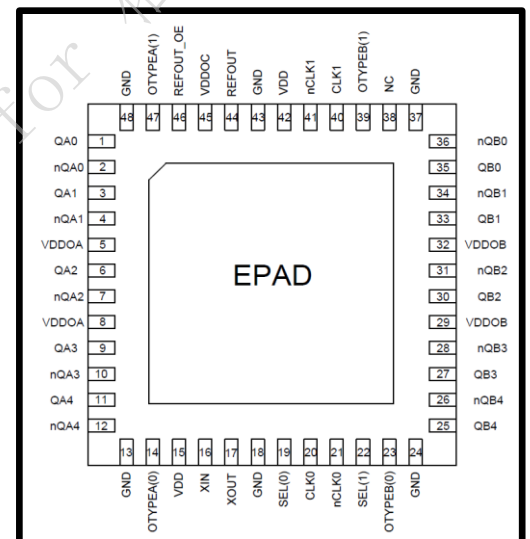 for
GND
OTYPEA(1)
REFOUT_OE
VDDOC
REFOUT
GND
VDD
nCLK1
CLK1
OTYPEB(1)
NC
GND
48 47 46 45 44 43 42 41 40 39 38 37
QA0 1 36 nQB0
nQA0 2 35 QB0
QA1 3 34 nQB1
nQA1 4 33 QB1
VDDOA 5 32 VDDOB
QA2 6 31 nQB2
nQA2 7 30 QB2
VDDOA 8 29 VDDOB
QA3 9 28 nQB3
nQA3 10 27 QB3
QA4 11 26 nQB4
nQA4 12 25 QB4
EPAD
13 14 15 16 17 18 19 20 21 22 23 24
GND
OTYPEA(0)
VDD
XIN
XOUT
GND
SEL(0)
CLK0
nCLK0
SEL(1)
OTYPEB(0)
GND